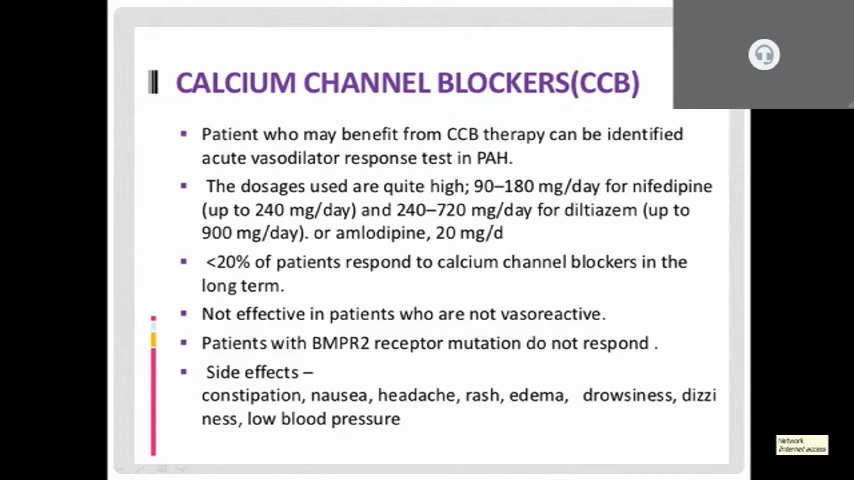 CALCIUM CHANNEL BLOCKERS(CCB)
▪ Patient who may benefit from CCB therapy can be identified
acute vasodilator response test in PAH.
▪ The dosages used are quite high; 90–180 mg/day for nifedipine
(up to 240 mg/day) and 240–720 mg/day for diltiazem (up to
900 mg/day). or amlodipine, 20 mg/d
▪ <20% of patients respond to calcium channel blockers in the
long term.
▪ Not effective in patients who are not vasoreactive.
▪ Patients with BMPR2 receptor mutation do not respond .
▪ Side effects –
constipation, nausea, headache, rash, edema, drowsiness, dizzi
ness, low blood pressure
Network
Internet access